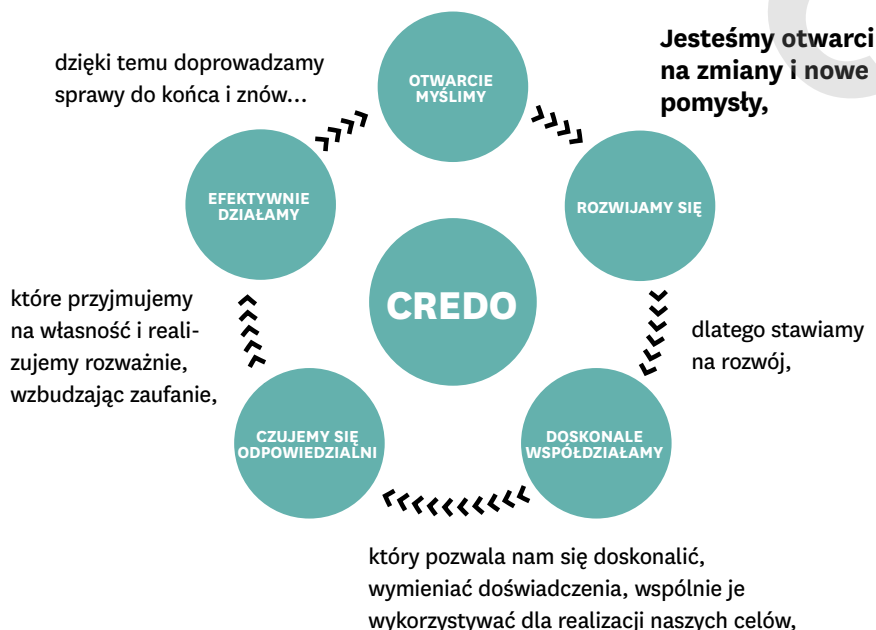 OTWARCIE
MYŚLIMY
Jesteśmy otwarci
na zmiany i nowe
pomysły,
ROZWIJAMY SIĘ
dlatego stawiamy
na rozwój,
DOSKONALE
WSPÓŁDZIAŁAMY
który pozwala nam się doskonalić,
wymieniać doświadczenia, wspólnie je
wykorzystywać dla realizacji naszych celów,
CZUJEMY SIĘ
ODPOWIEDZIALNI
które przyjmujemy
na własność i reali-
zujemy rozważnie,
wzbudzając zaufanie,
EFEKTYWNIE
DZIAŁAMY
dzięki temu doprowadzamy
sprawy do końca i znów...
CREDO